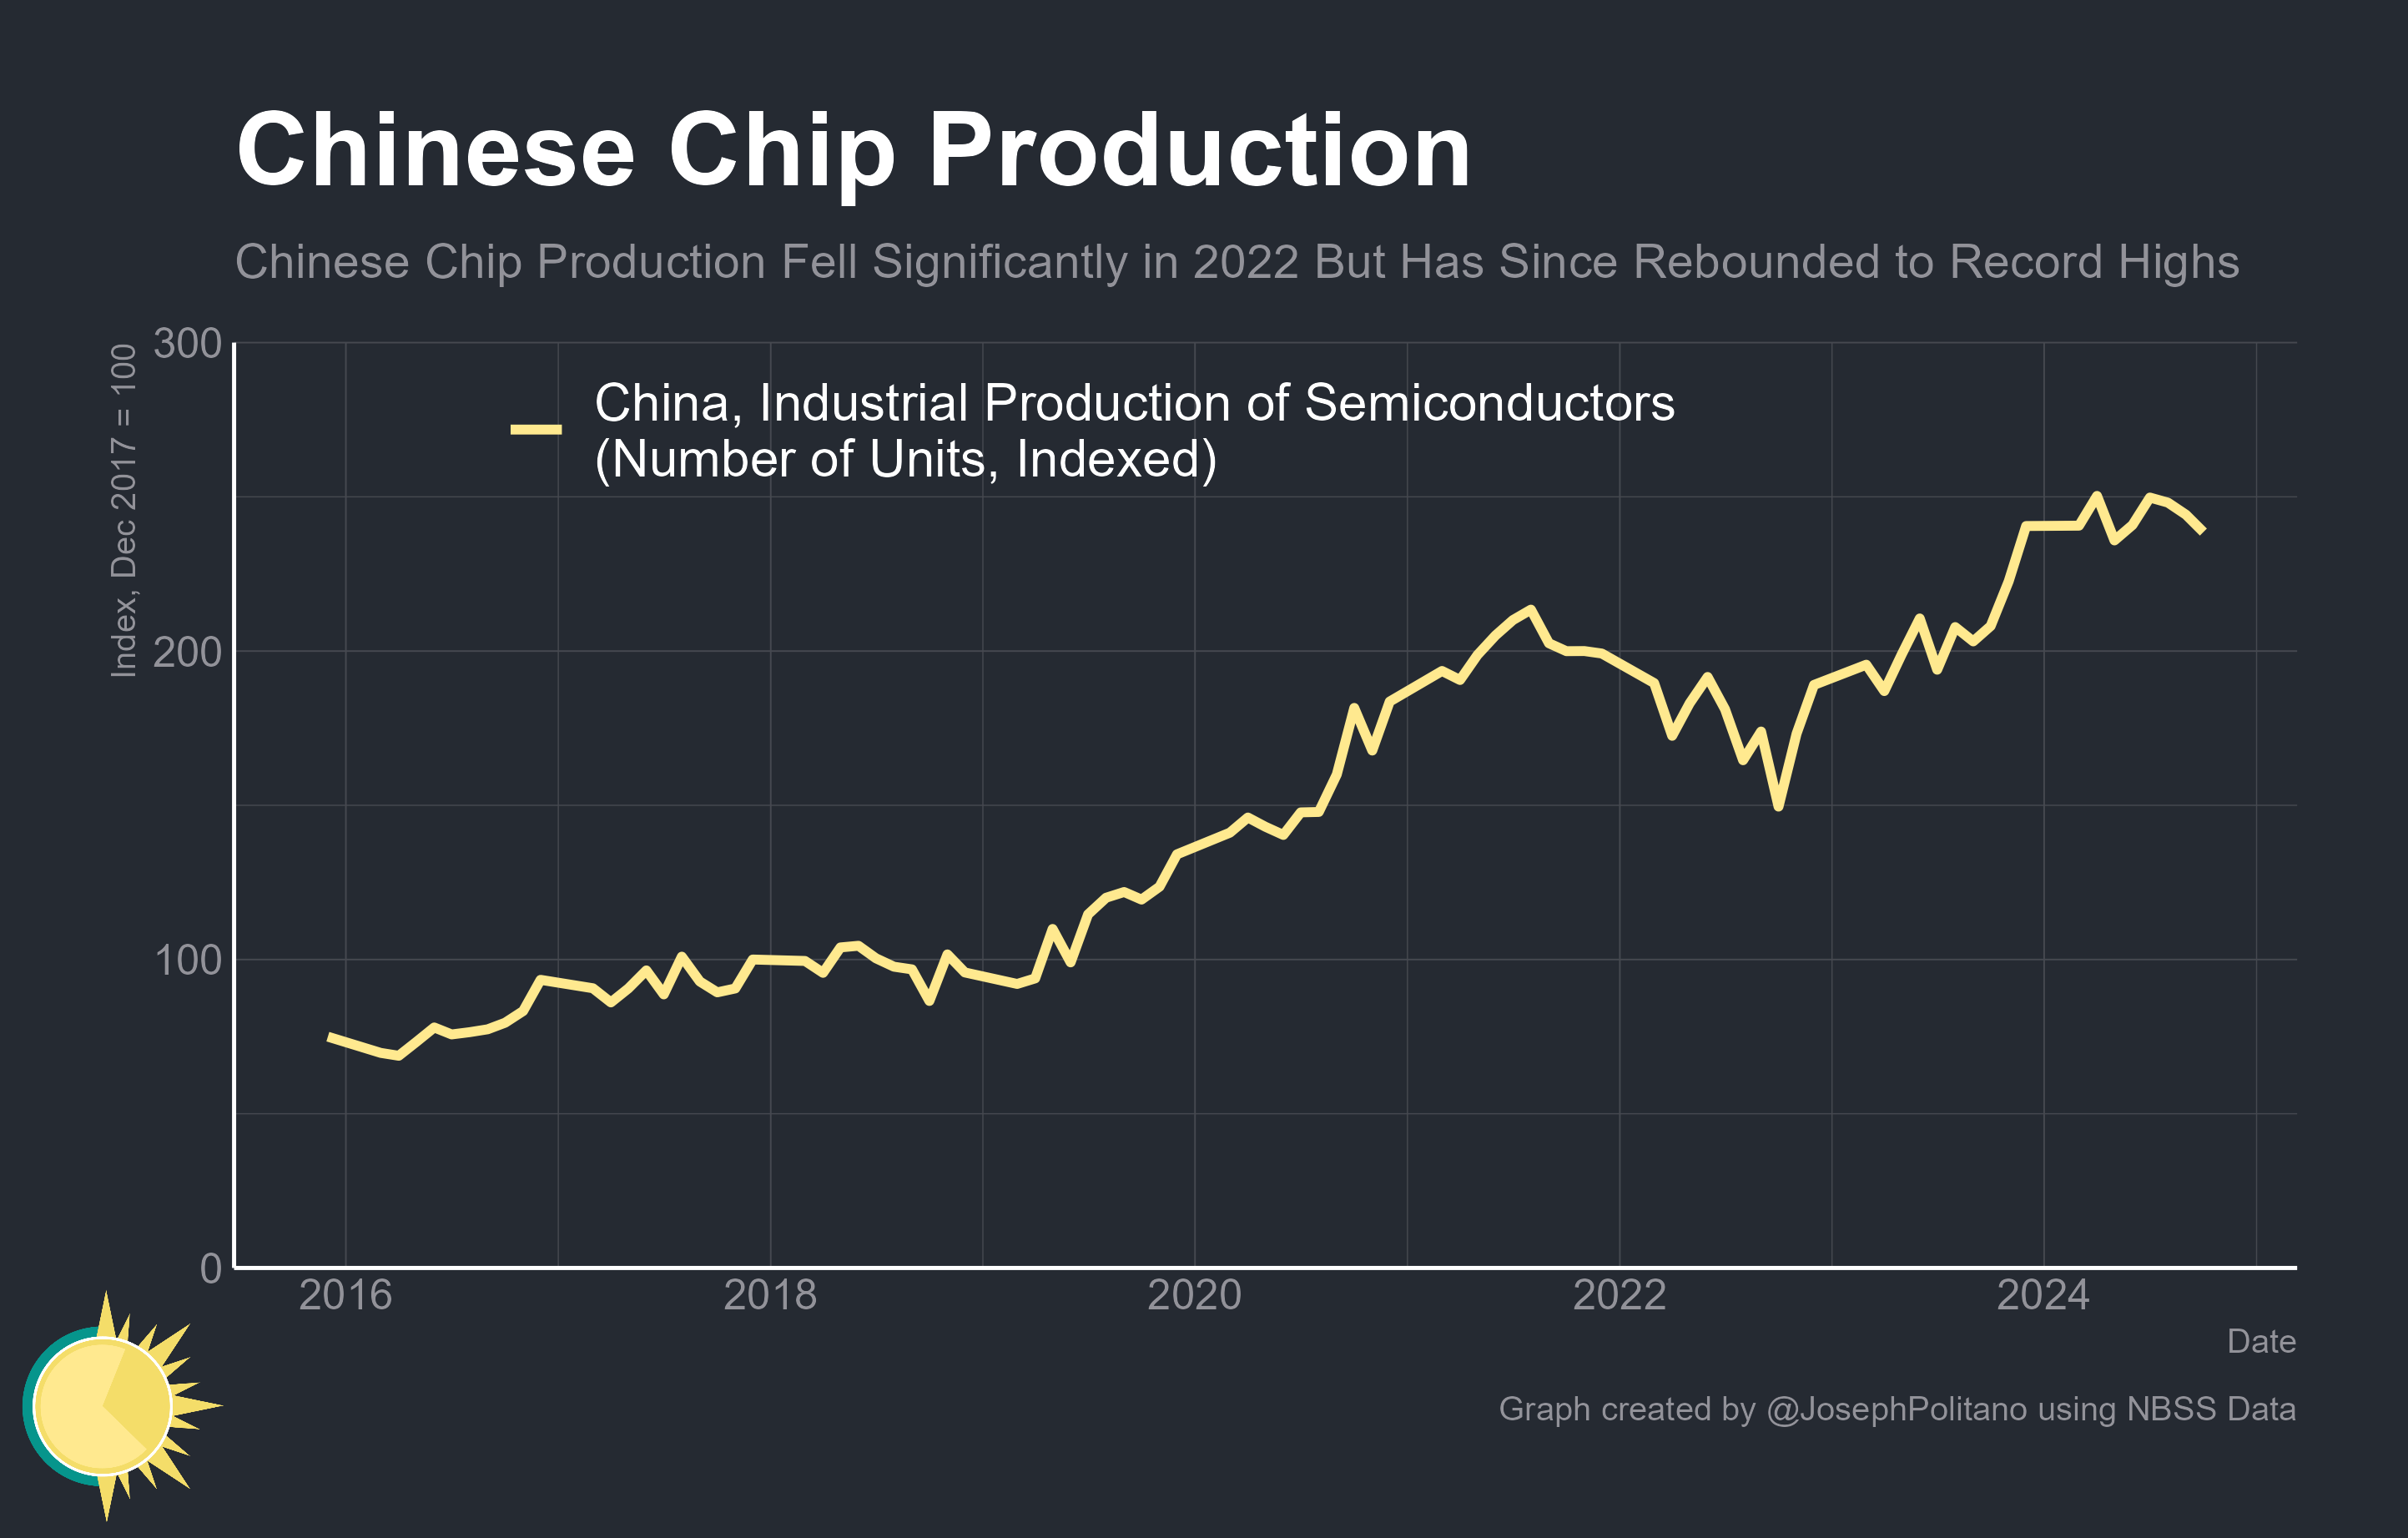 Chinese Chip Production
Chinese Chip Production Fell Significantly in 2022 But Has Since Rebounded to Record Highs
Index, Dec 2017 = 100
300
200
100
0
China, Industrial Production of Semiconductors
(Number of Units, Indexed)
2016
2018
2020
2022
2024
Date
Graph created by @JosephPolitano using NBSS Data